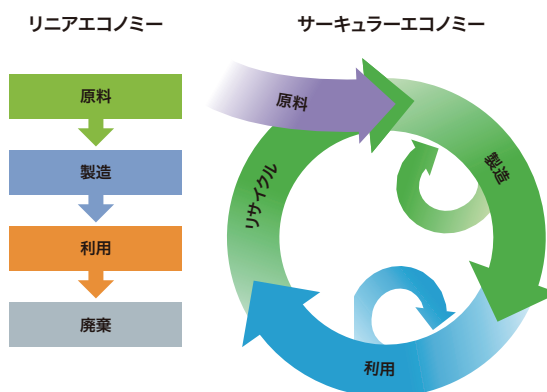 リニアエコノミー
原料
製造
利用
廃棄
サーキュラーエコノミー
原料
製造
利用
リサイクル